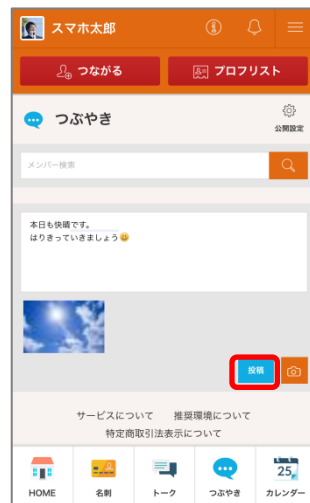 スマホ太郎
つながる
プロフリスト
つぶやき
公開設定
メンバー検索
本日も快晴です。
はりきっていきましょう😀
投稿
サービスについて 推奨環境について
特定商取引法表示について
25
HOME 名刺 トーク つぶやき カレンダー